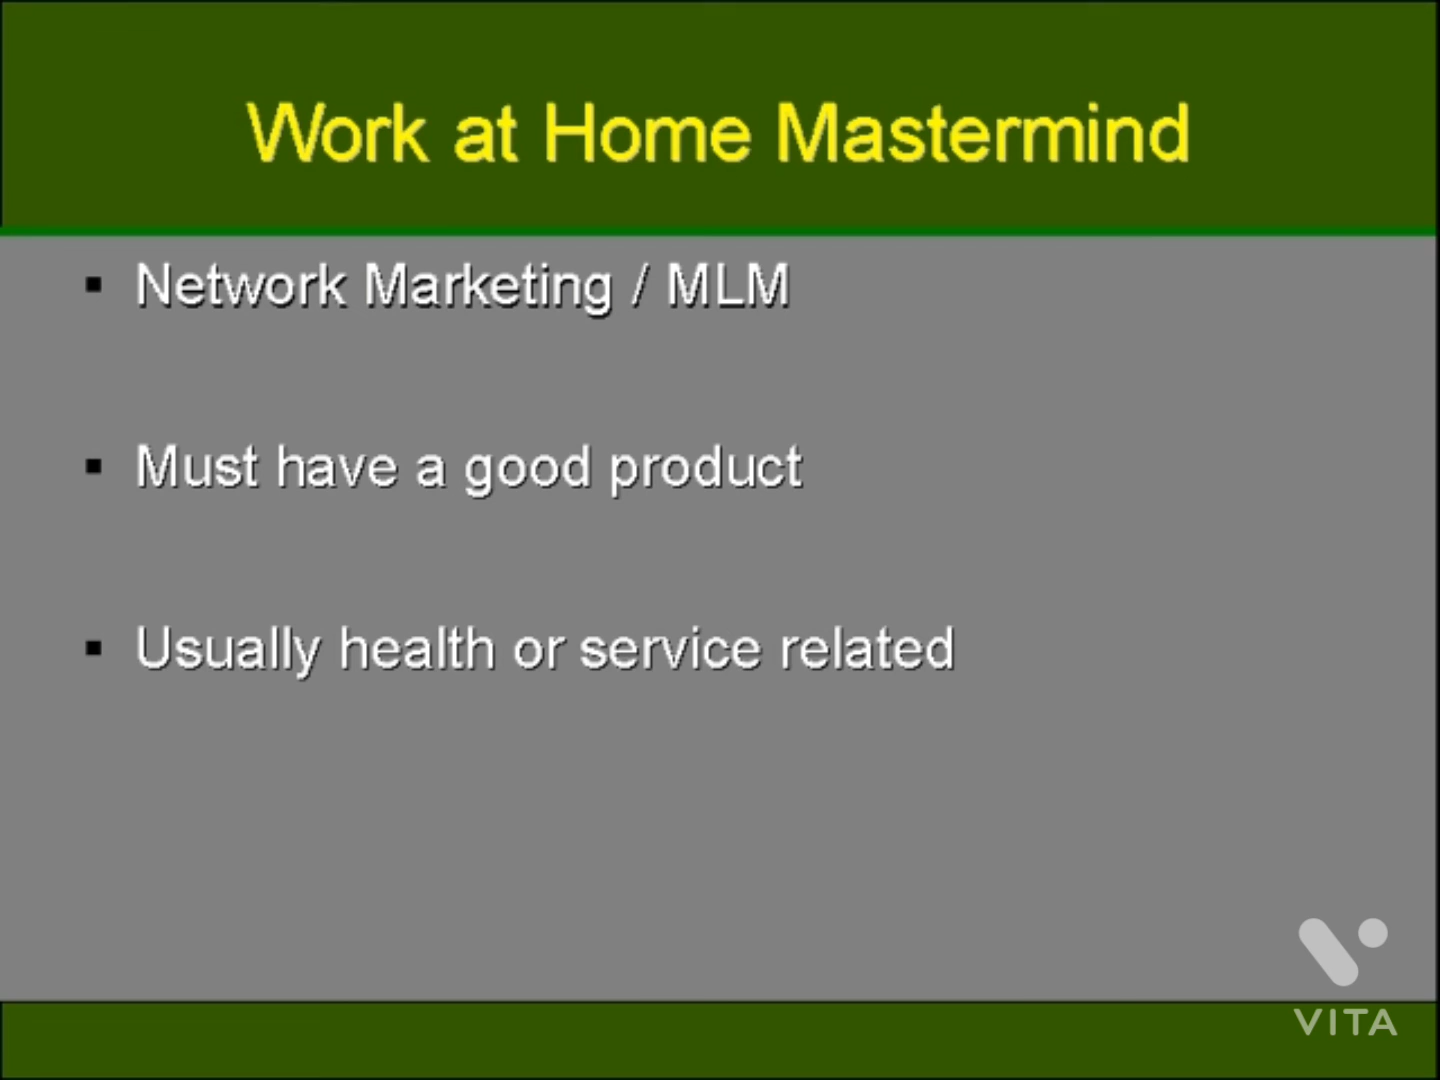 Work at Home Mastermind
Network Marketing / MLM
Must have a good product
Usually health or service related
VITA